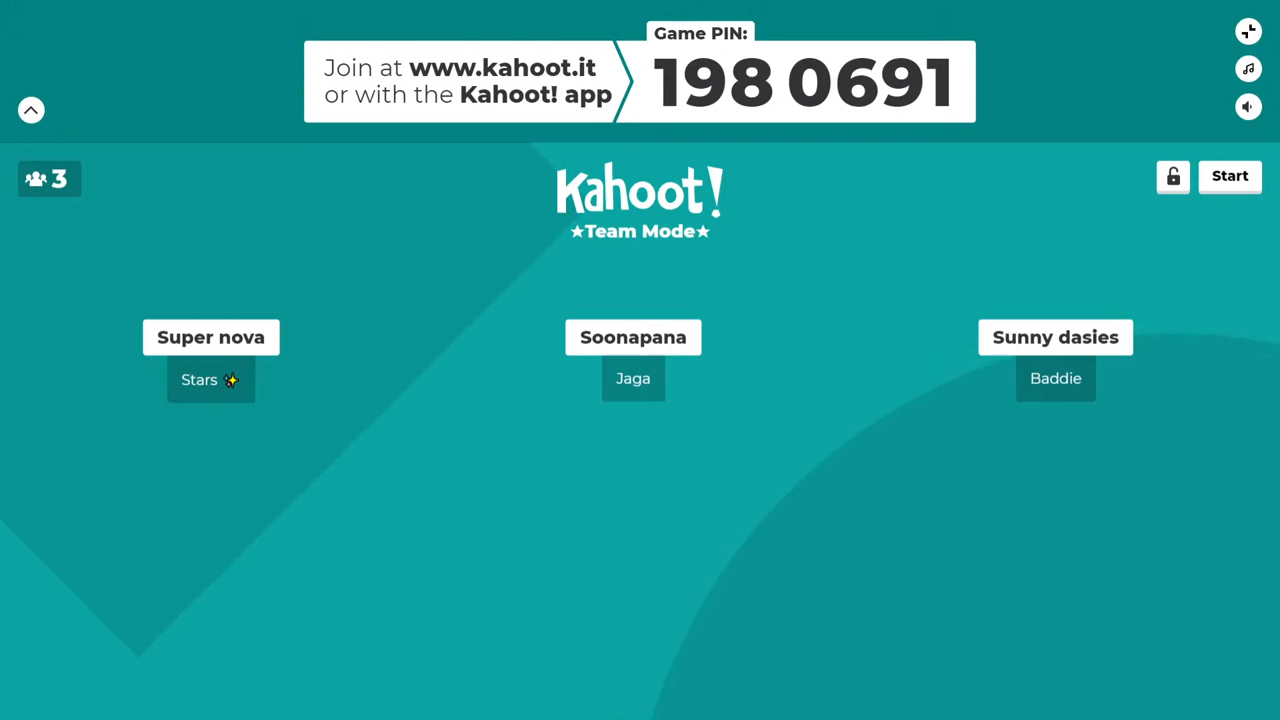 Game PIN:
Join at www.kahoot.it
or with the Kahoot! app
198 0691
3
Kahoot!
★Team Mode★
Start
Super nova
Stars ✨
Soonapana
Jaga
Sunny dasies
Baddie